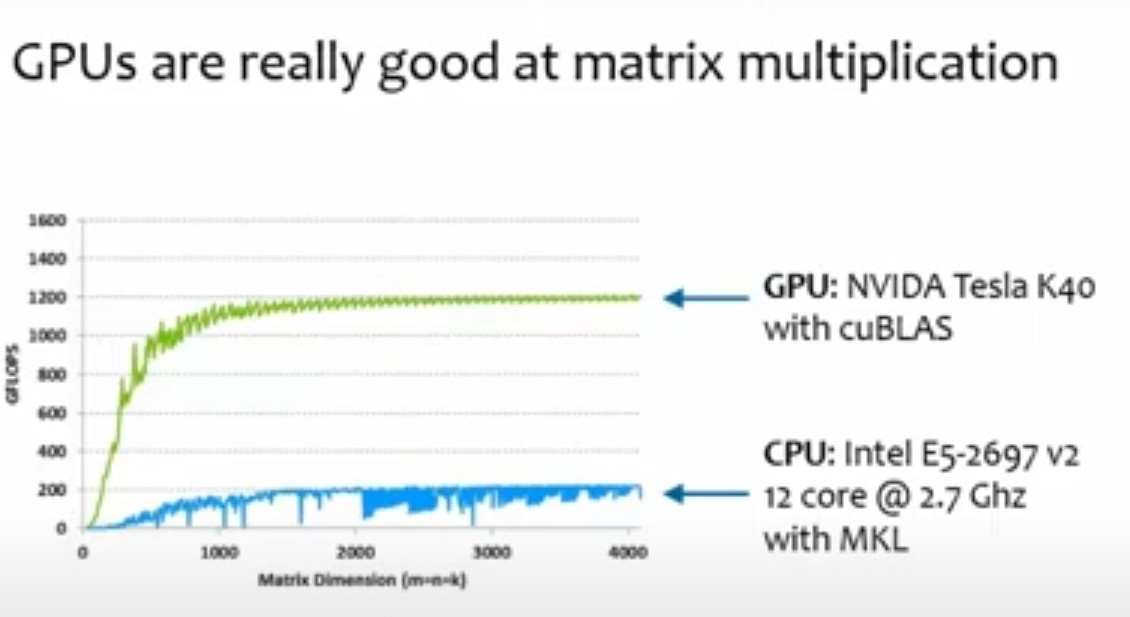 GPUs are really good at matrix multiplication
1600
1400
1200
1000
800
600
400
200
0
GFLOPS
0 1000 2000 3000 4000
Matrix Dimension (m=n=k)
GPU: NVIDA Tesla K40
with cuBLAS
CPU: Intel E5-2697 v2
12 core @ 2.7 Ghz
with MKL